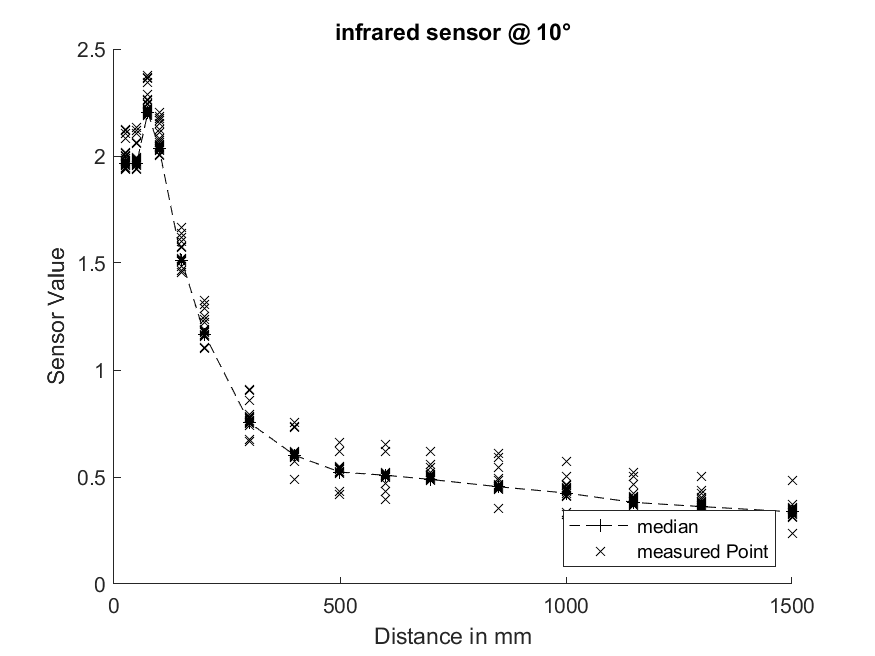 infrared sensor @ 10°
2.5
2
1.5
1
0.5
0
Sensor Value
0 500 1000 1500
Distance in mm
median
measured Point